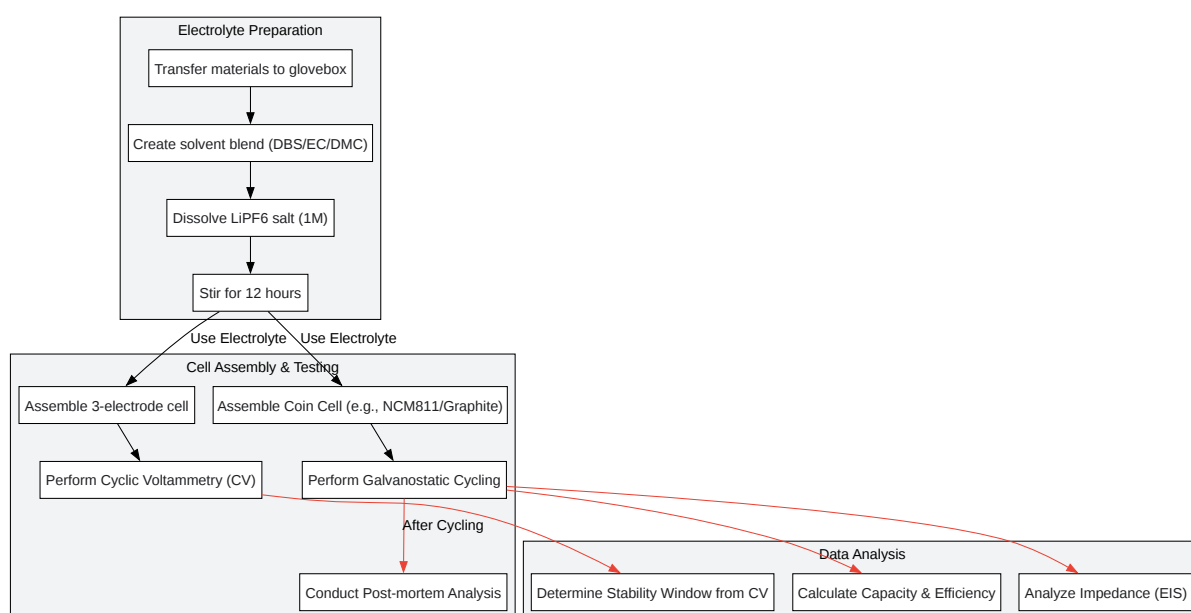 Electrolyte Preparation
Transfer materials to glovebox
Create solvent blend (DBS/EC/DMC)
Dissolve LiPF6 salt (1M)
Stir for 12 hours
Use Electrolyte
Use Electrolyte
Cell Assembly & Testing
Assemble 3-electrode cell
Assemble Coin Cell (e.g., NCM811/Graphite)
Perform Cyclic Voltammetry (CV)
Perform Galvanostatic Cycling
After Cycling
Data Analysis
Conduct Post-mortem Analysis
Determine Stability Window from CV
Calculate Capacity & Efficiency
Analyze Impedance (EIS)